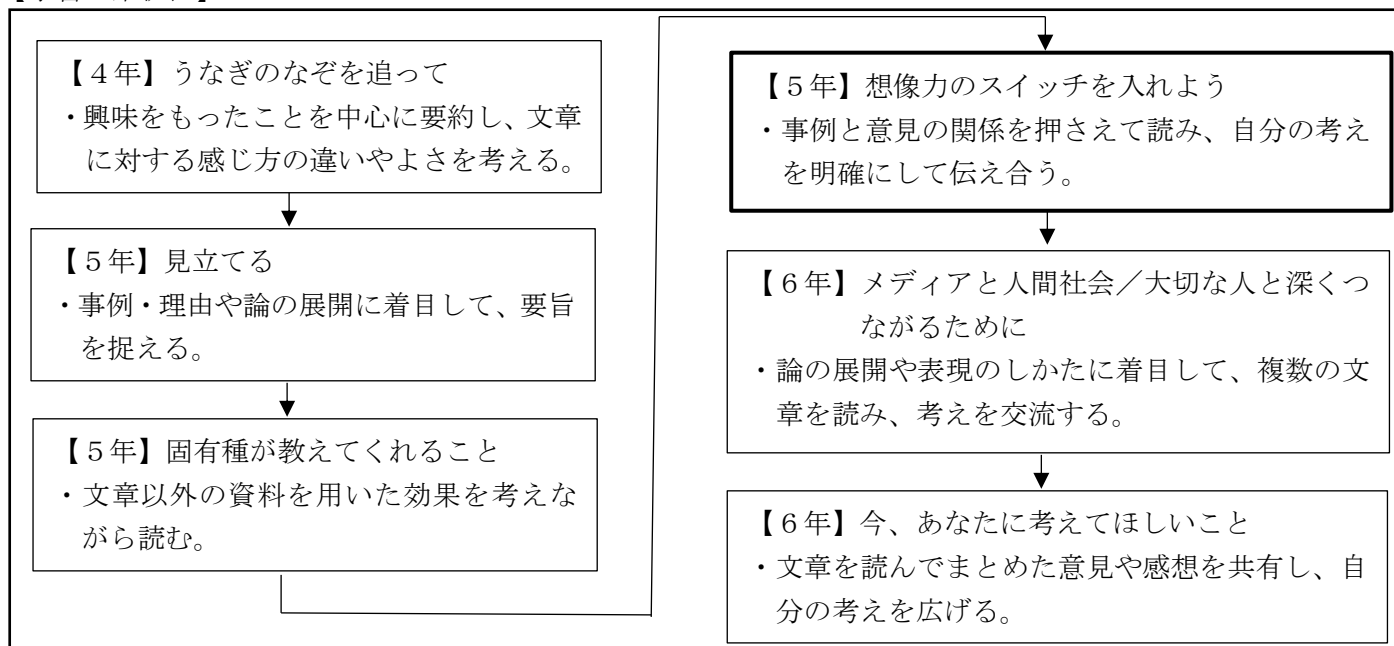 【４年】うなぎのなぞを追って
・興味をもったことを中心に要約し、文章
に対する感じ方の違いやよさを考える。
【５年】見立てる
・事例・理由や論の展開に着目して、要旨
を捉える。
【５年】固有種が教えてくれること
・文章以外の資料を用いた効果を考えな
がら読む。
【５年】想像力のスイッチを入れよう
・事例と意見の関係を押さえて読み、自分の考え
を明確にして伝え合う。
【６年】メディアと人間社会／大切な人と深くつ
ながるために
・論の展開や表現のしかたに着目して、複数の文
章を読み、考えを交流する。
【６年】今、あなたに考えてほしいこと
・文章を読んでまとめた意見や感想を共有し、自
分の考えを広げる。